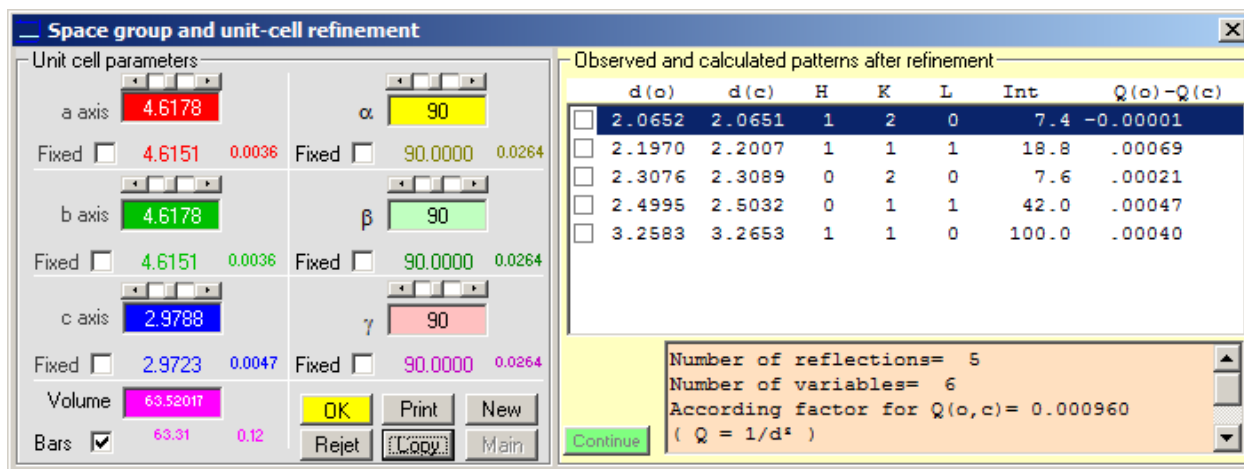 Space group and unit-cell refinement
Unit cell parameters
a axis 4.6178 α 90
Fixed 4.6151 0.0036 Fixed 90.0000 0.0264
b axis 4.6178 β 90
Fixed 4.6151 0.0036 Fixed 90.0000 0.0264
c axis 2.9788 γ 90
Fixed 2.9723 0.0047 Fixed 90.0000 0.0264
Volume 63.52017 OK Print New
Bars 63.31 0.12 Rejet Copy Main
Observed and calculated patterns after refinement
d(o) d(c) H K L Int Q(o)-Q(c)
2.0652 2.0651 1 2 0 7.4 -0.00001
2.1970 2.2007 1 1 1 18.8 .00069
2.3076 2.3089 0 2 0 7.6 .00021
2.4995 2.5032 0 1 1 42.0 .00047
3.2583 3.2653 1 1 0 100.0 .00040
Number of reflections= 5
Number of variables= 6
According factor for Q(o,c)= 0.000960
( Q = 1/d² )
Continue